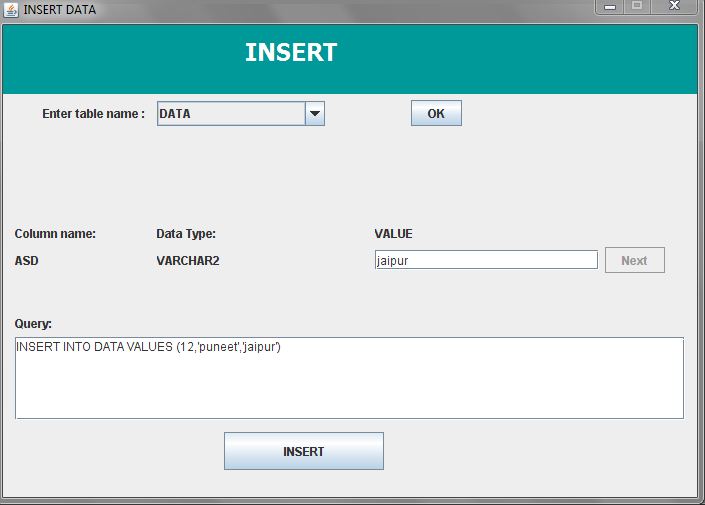 INSERT DATA
INSERT
Enter table name : DATA OK
Column name: Data Type: VALUE
ASD VARCHAR2 jaipur Next
Query:
INSERT INTO DATA VALUES (12,'puneet','jaipur')
INSERT